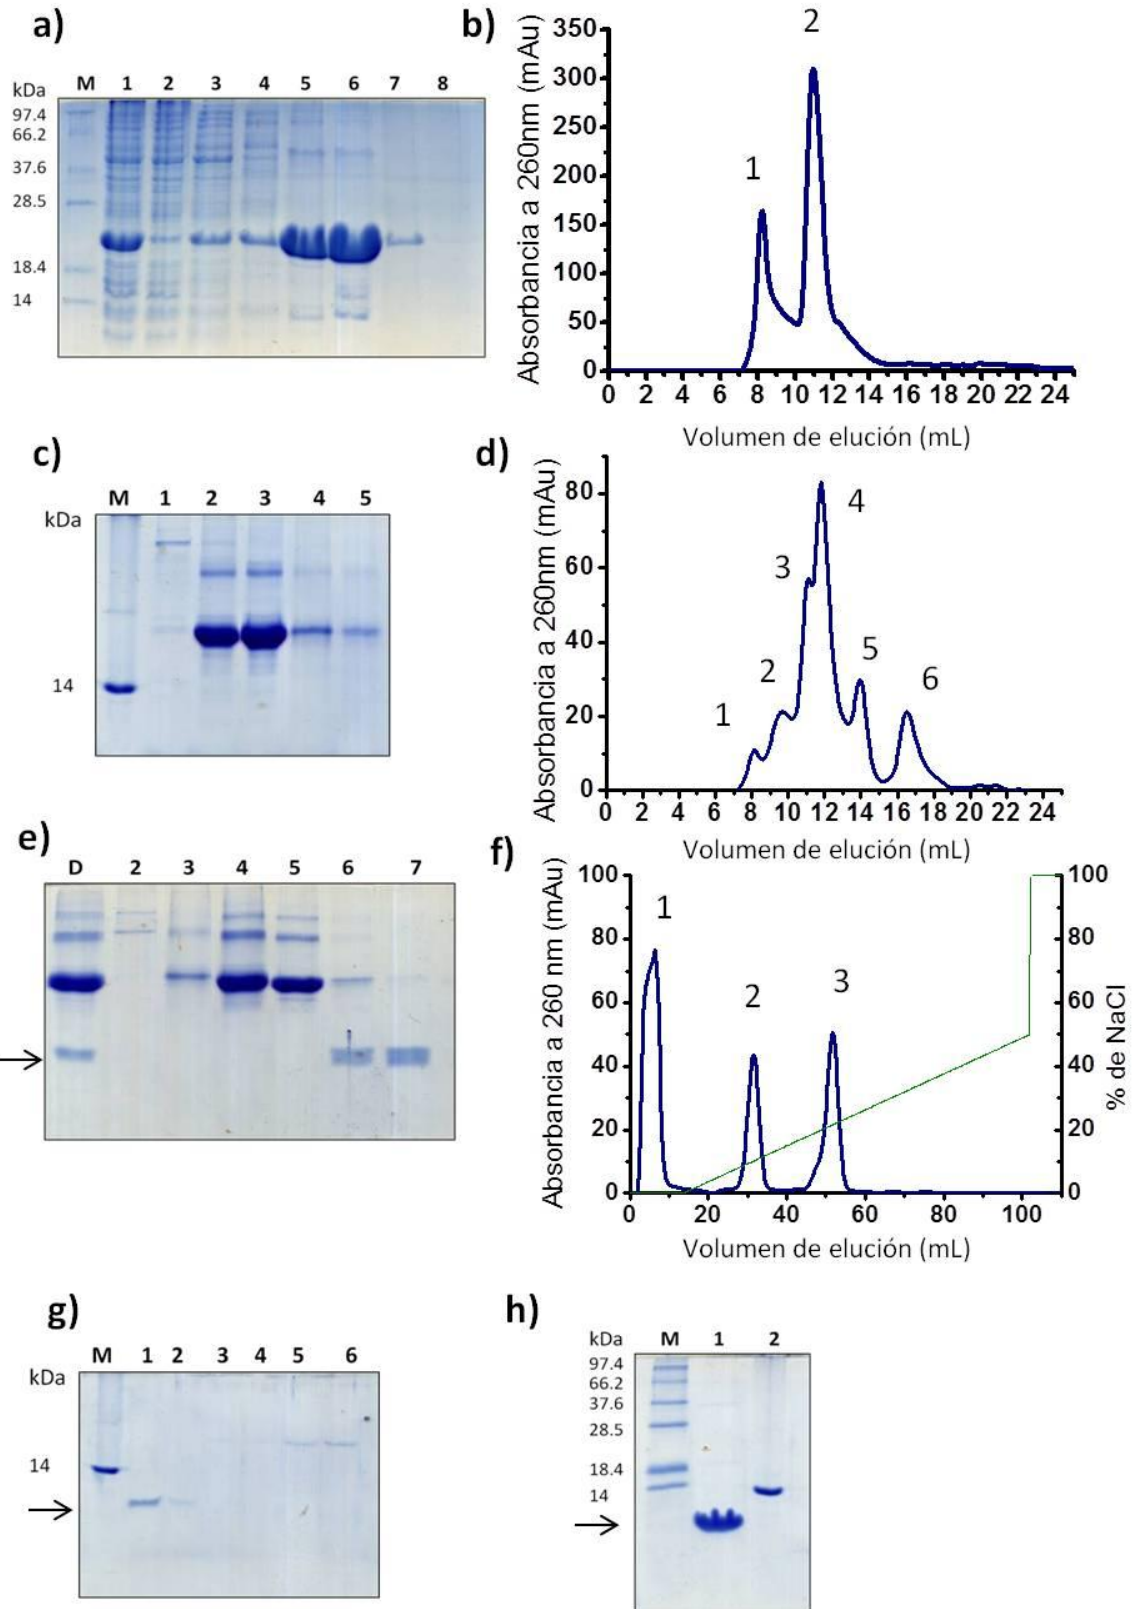 a)
M 1 2 3 4 5 6 7 8
kDa
97.4
66.2
37.6
28.5
18.4
14
b)
1
2
Absorbancia a 260nm (mAu)
350
300
250
200
150
100
50
0
0 2 4 6 8 10 12 14 16 18 20 22 24
Volumen de elución (mL)
c)
M 1 2 3 4 5
kDa
14
d)
1
2
3
4
5
6
Absorbancia a 260nm (mAu)
80
60
40
20
0
0 2 4 6 8 10 12 14 16 18 20 22 24
Volumen de elución (mL)
e)
D 2 3 4 5 6 7
f)
1
2
3
Absorbancia a 260 nm (mAu)
100
80
60
40
20
0
0 20 40 60 80 100
Volumen de elución (mL)
100
80
60
40
20
0
% de NaCl
g)
M 1 2 3 4 5 6
kDa
14
h)
kDa M 1 2
97.4
66.2
37.6
28.5
18.4
14